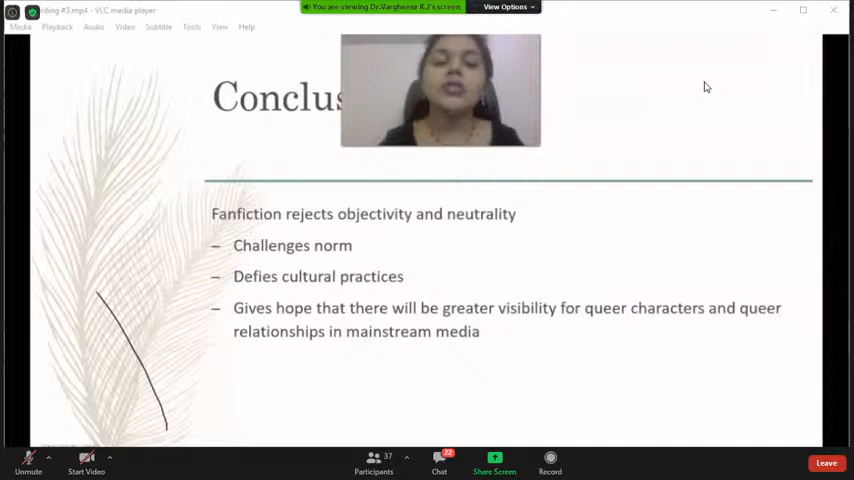 rding #3.mp4 - VLC media player
You are viewing Dr.Vargheese K.J's screen
View Options
Media Playback Audio Video Subtitle Tools View Help
Conclus
Fanfiction rejects objectivity and neutrality
– Challenges norm
– Defies cultural practices
– Gives hope that there will be greater visibility for queer characters and queer
relationships in mainstream media
37
22
Unmute Start Video Participants Chat Share Screen Record Leave